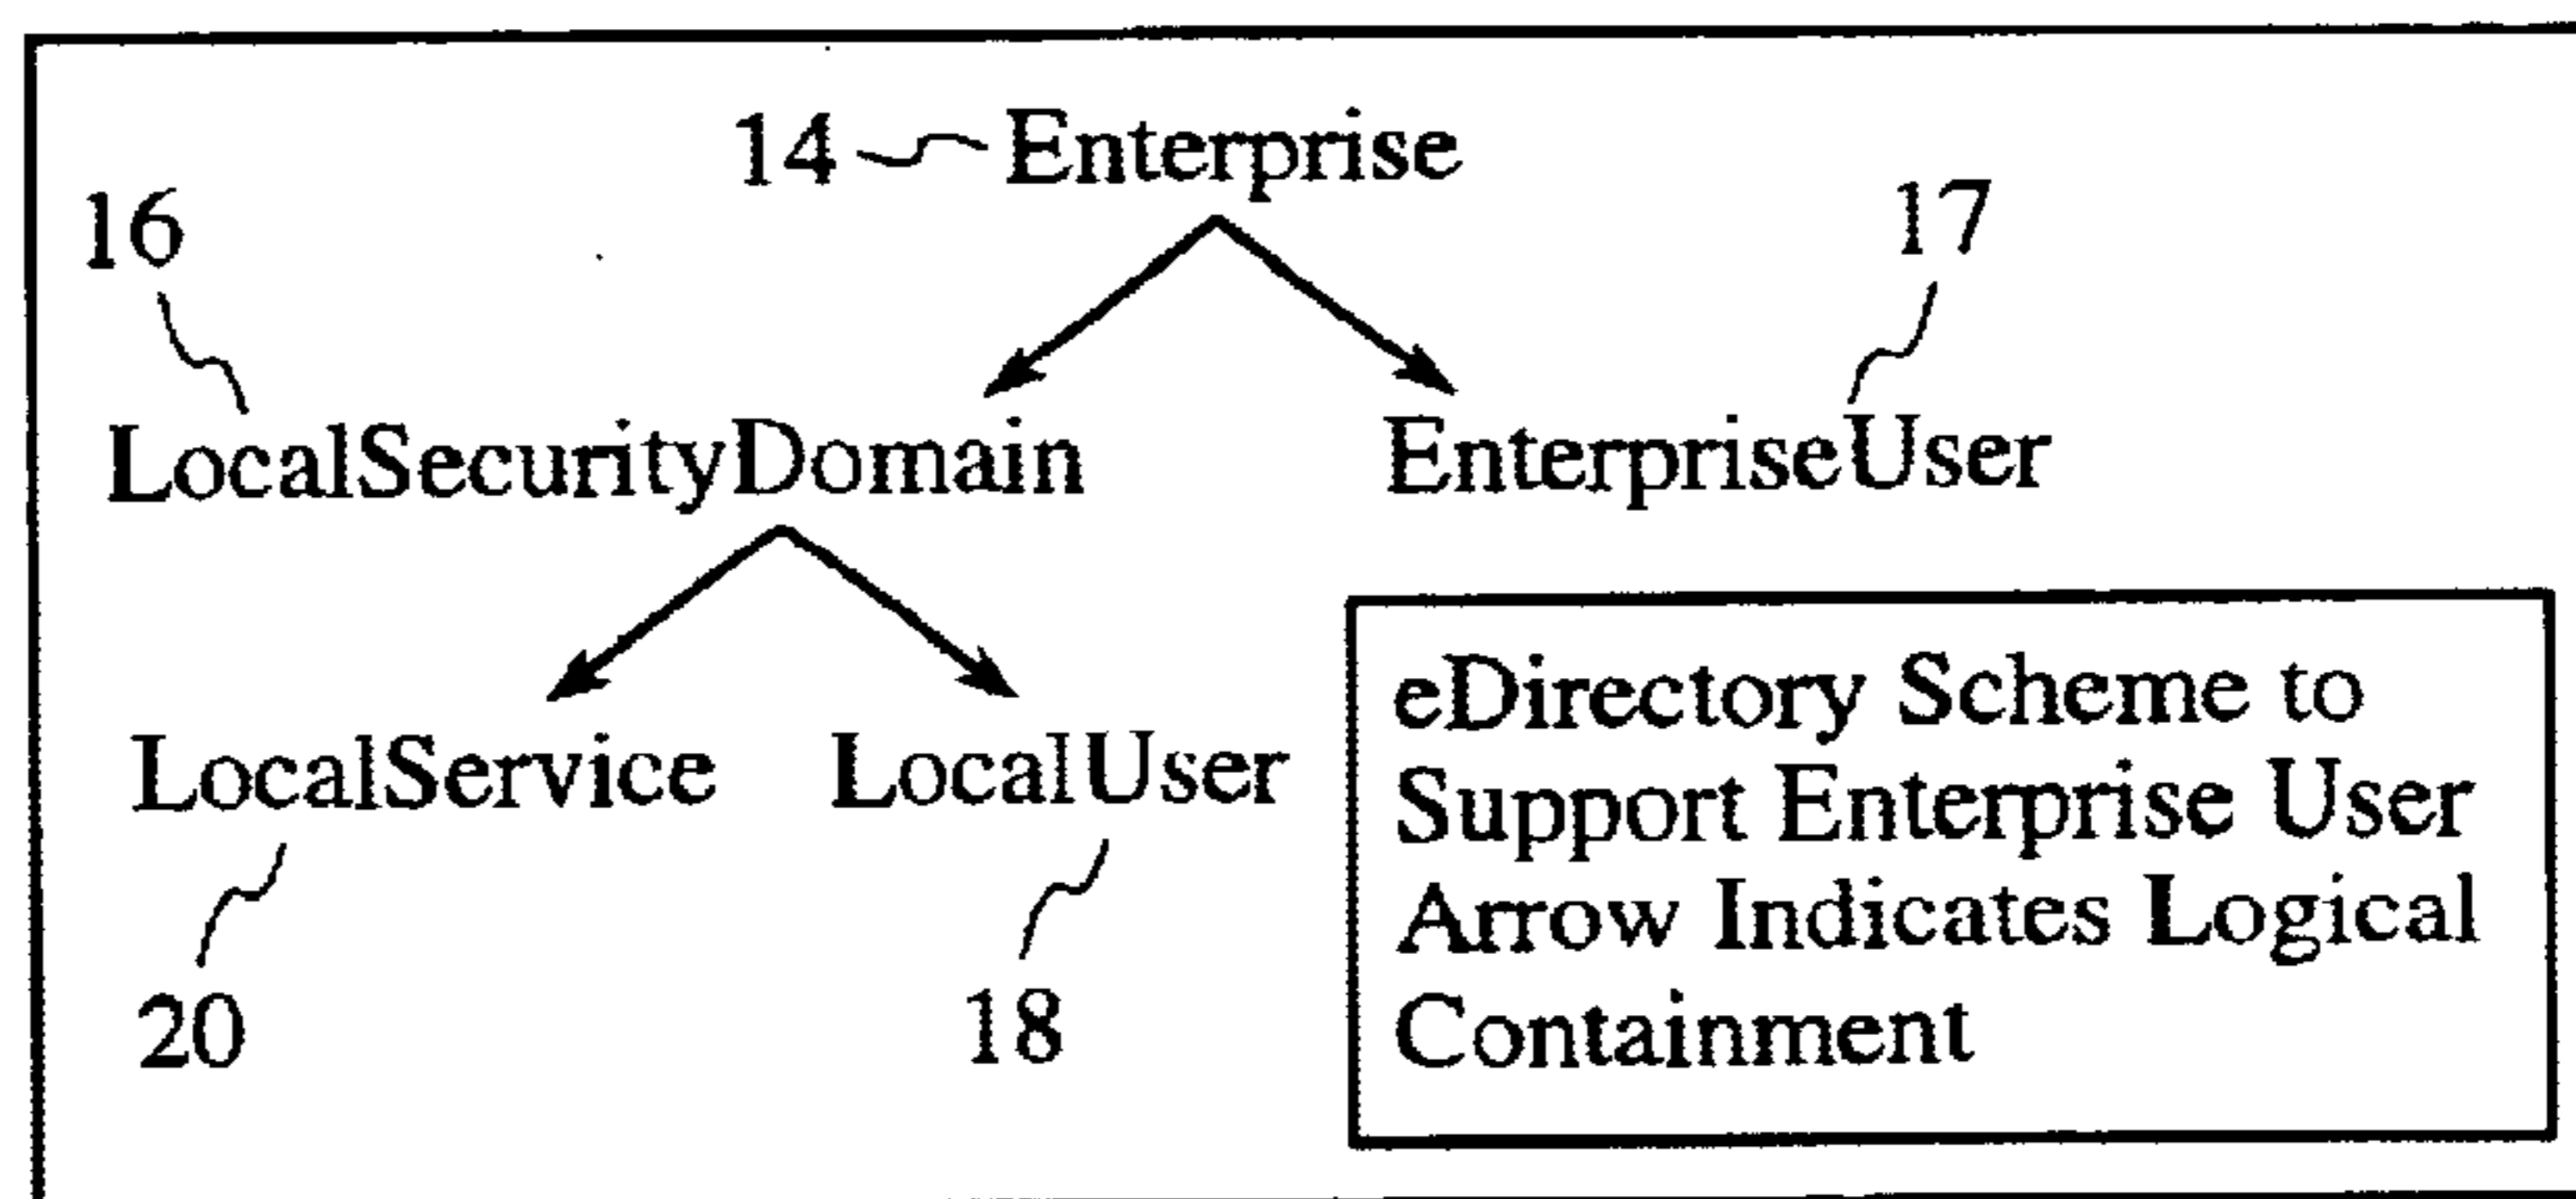 14 Enterprise
16
17
LocalSecurityDomain
EnterpriseUser
LocalService
LocalUser
20
18
eDirectory Scheme to
Support Enterprise User
Arrow Indicates Logical
Containment